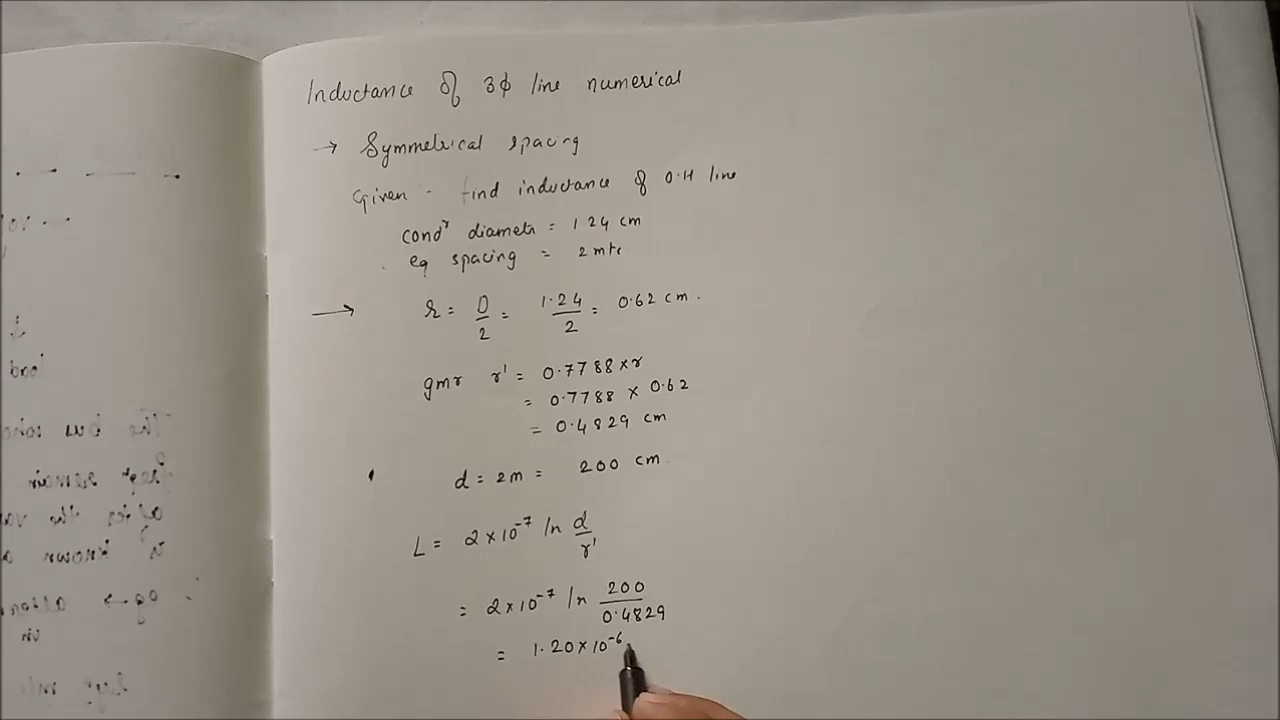 Inductance of 3ϕ line numerical
→ Symmetrical spacing
Given - find inductance of O.H line
condʳ diameter = 1.24 cm
eq spacing = 2 mtr
→ r = D/2 = 1.24/2 = 0.62 cm.
gmr r' = 0.7788 × r
= 0.7788 × 0.62
= 0.4829 cm
d = 2m = 200 cm.
L = 2×10⁻⁷ ln d/r'
= 2×10⁻⁷ ln 200/0.4829
= 1.20×10⁻⁶